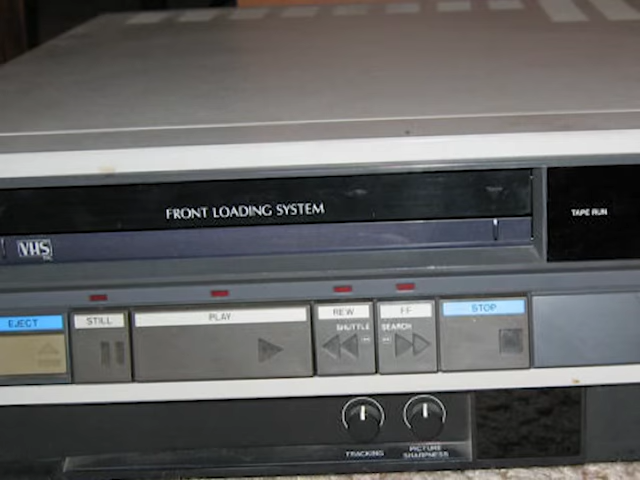 FRONT LOADING SYSTEM
TAPE RUN
VHS
EJECT
STILL
PLAY
REW
FF
STOP
SHUTTLE SEARCH
TRACKING
PICTURE
SHARPNESS